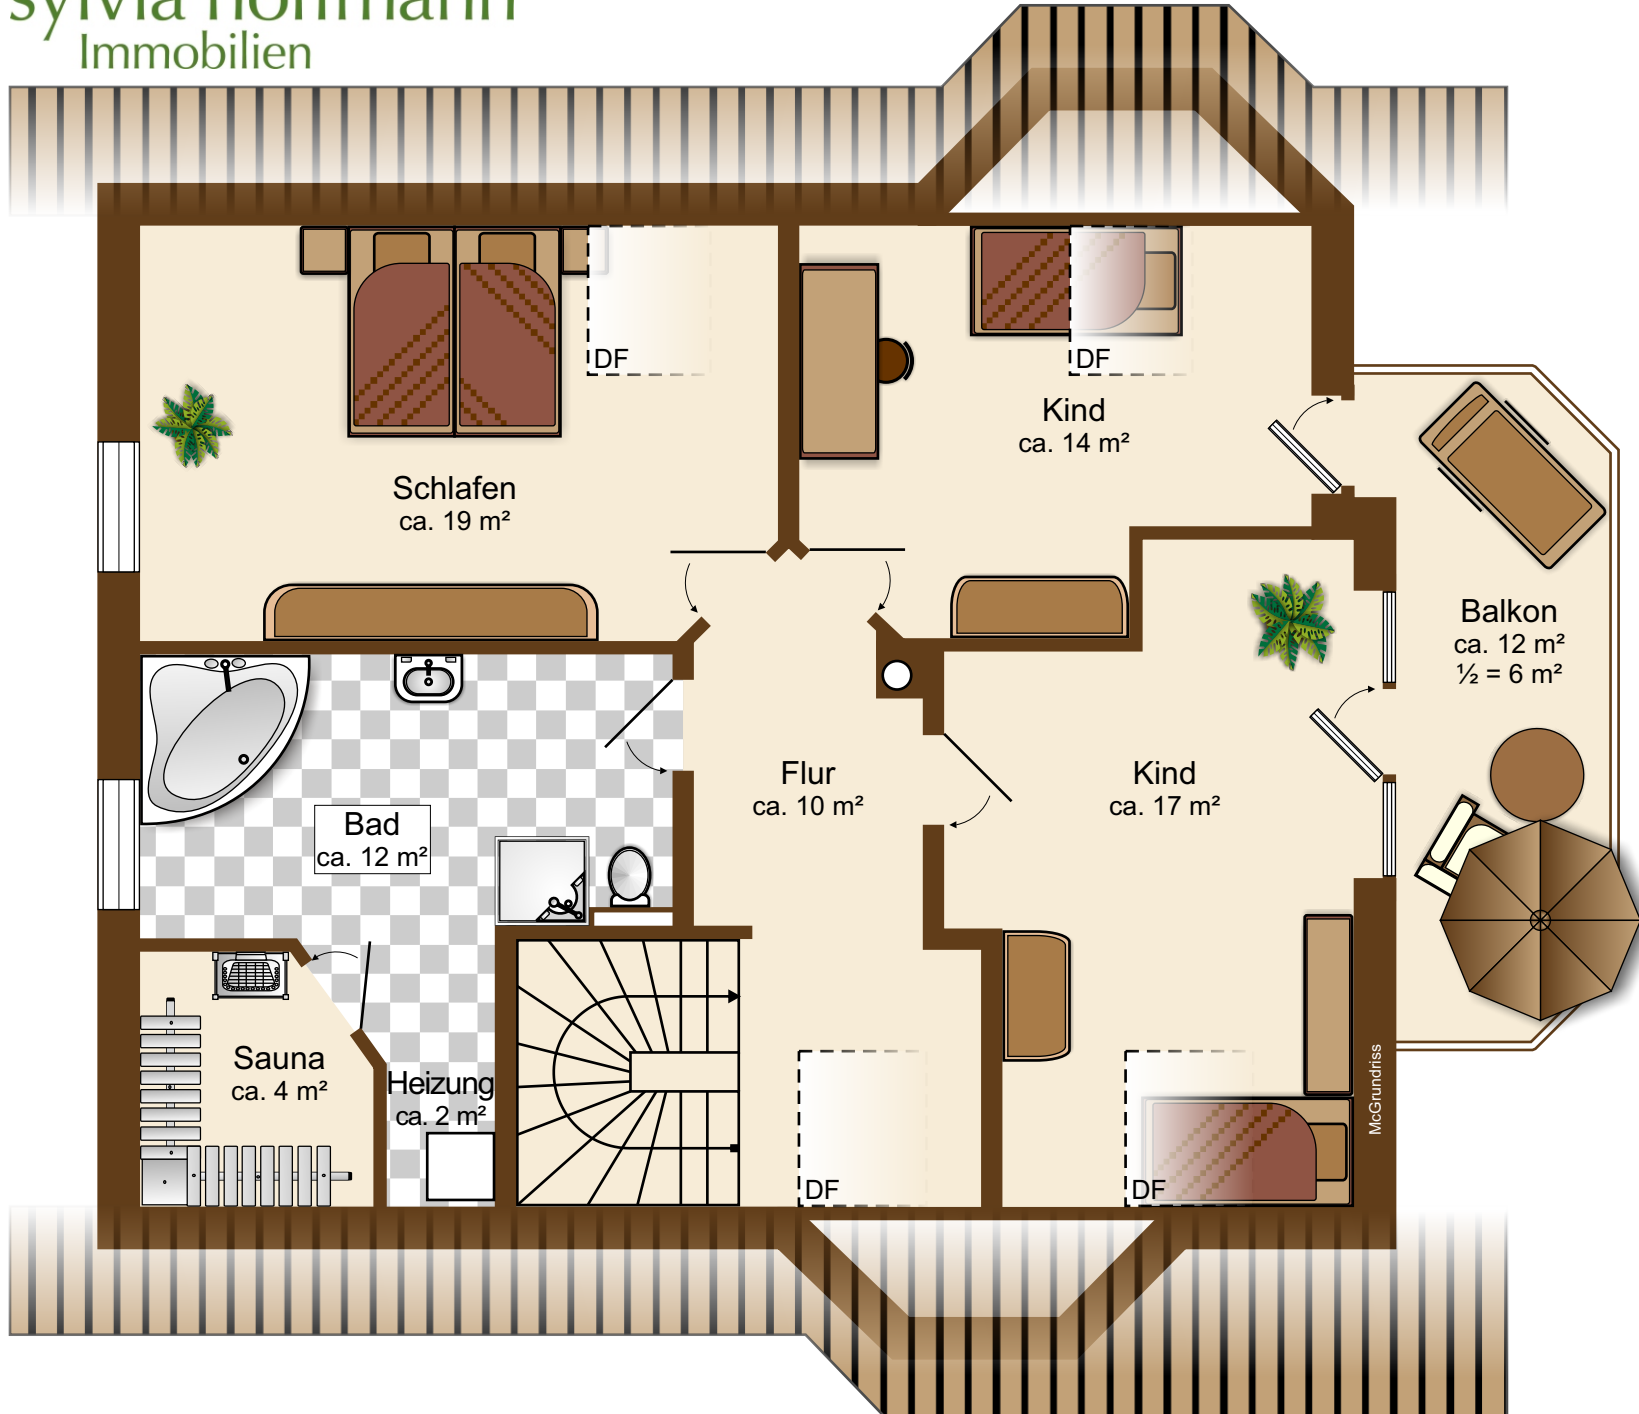 sylvia hoffmann
Immobilien
DF
DF
Kind
ca. 14 m²
Schlafen
ca. 19 m²
Balkon
ca. 12 m²
½ = 6 m²
Flur
ca. 10 m²
Kind
ca. 17 m²
Bad
ca. 12 m²
Sauna
ca. 4 m²
Heizung
ca. 2 m²
McGrundriss
DF
DF